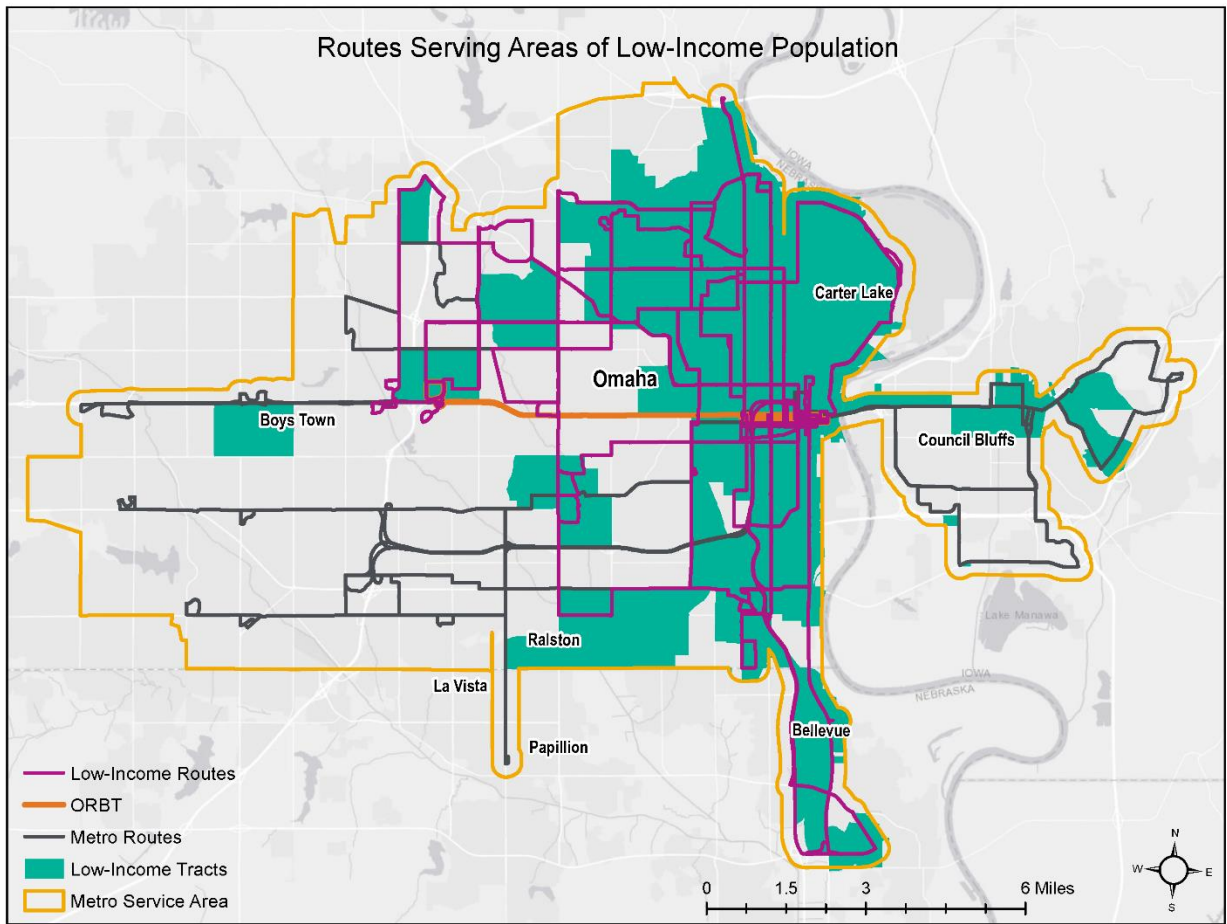 Routes Serving Areas of Low-Income Population
IOWA
NEBRASKA
Carter Lake
Omaha
Boys Town
Council Bluffs
Lake Manawa
Ralston
IOWA
NEBRASKA
La Vista
Bellevue
Papillion
Low-Income Routes
ORBT
Metro Routes
Low-Income Tracts
Metro Service Area
0 1.5 3 6 Miles
N
W E
S